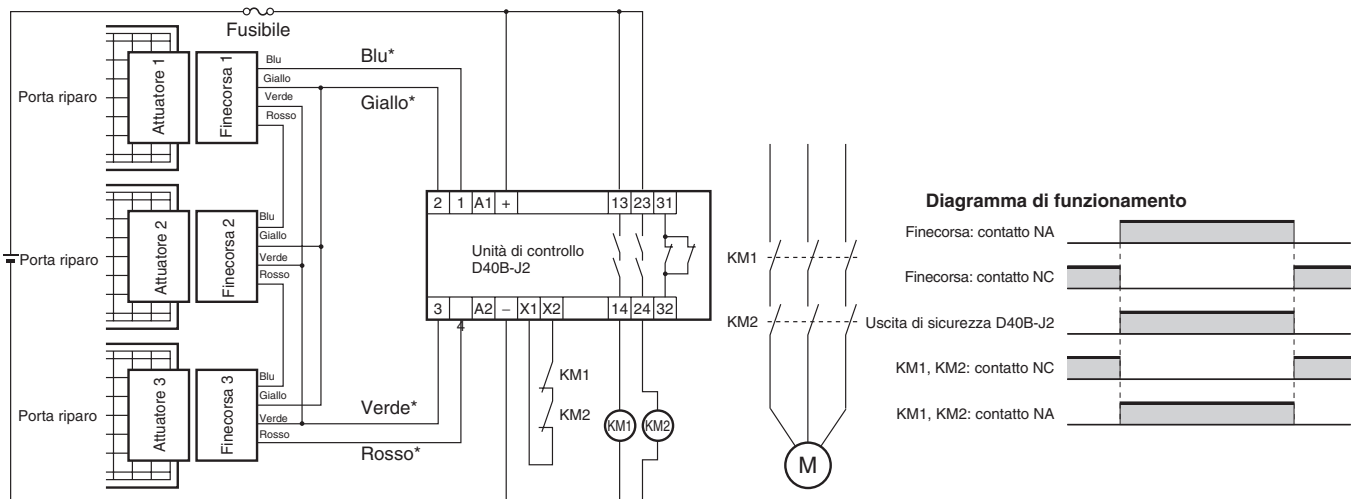 Fusibile
Porta riparo
Attuatore 1
Finecorsa 1
Blu
Giallo
Verde
Rosso
Blu*
Giallo*
Porta riparo
Attuatore 2
Finecorsa 2
Blu
Giallo
Verde
Rosso
Porta riparo
Attuatore 3
Finecorsa 3
Blu
Giallo
Verde
Rosso
Verde*
Rosso*
2 1 A1 + 13 23 31
Unità di controllo
D40B-J2
3 4 A2 – X1 X2 14 24 32
KM1
KM2
KM1
KM2
KM1
KM2
M
Diagramma di funzionamento
Finecorsa: contatto NA
Finecorsa: contatto NC
Uscita di sicurezza D40B-J2
KM1, KM2: contatto NC
KM1, KM2: contatto NA